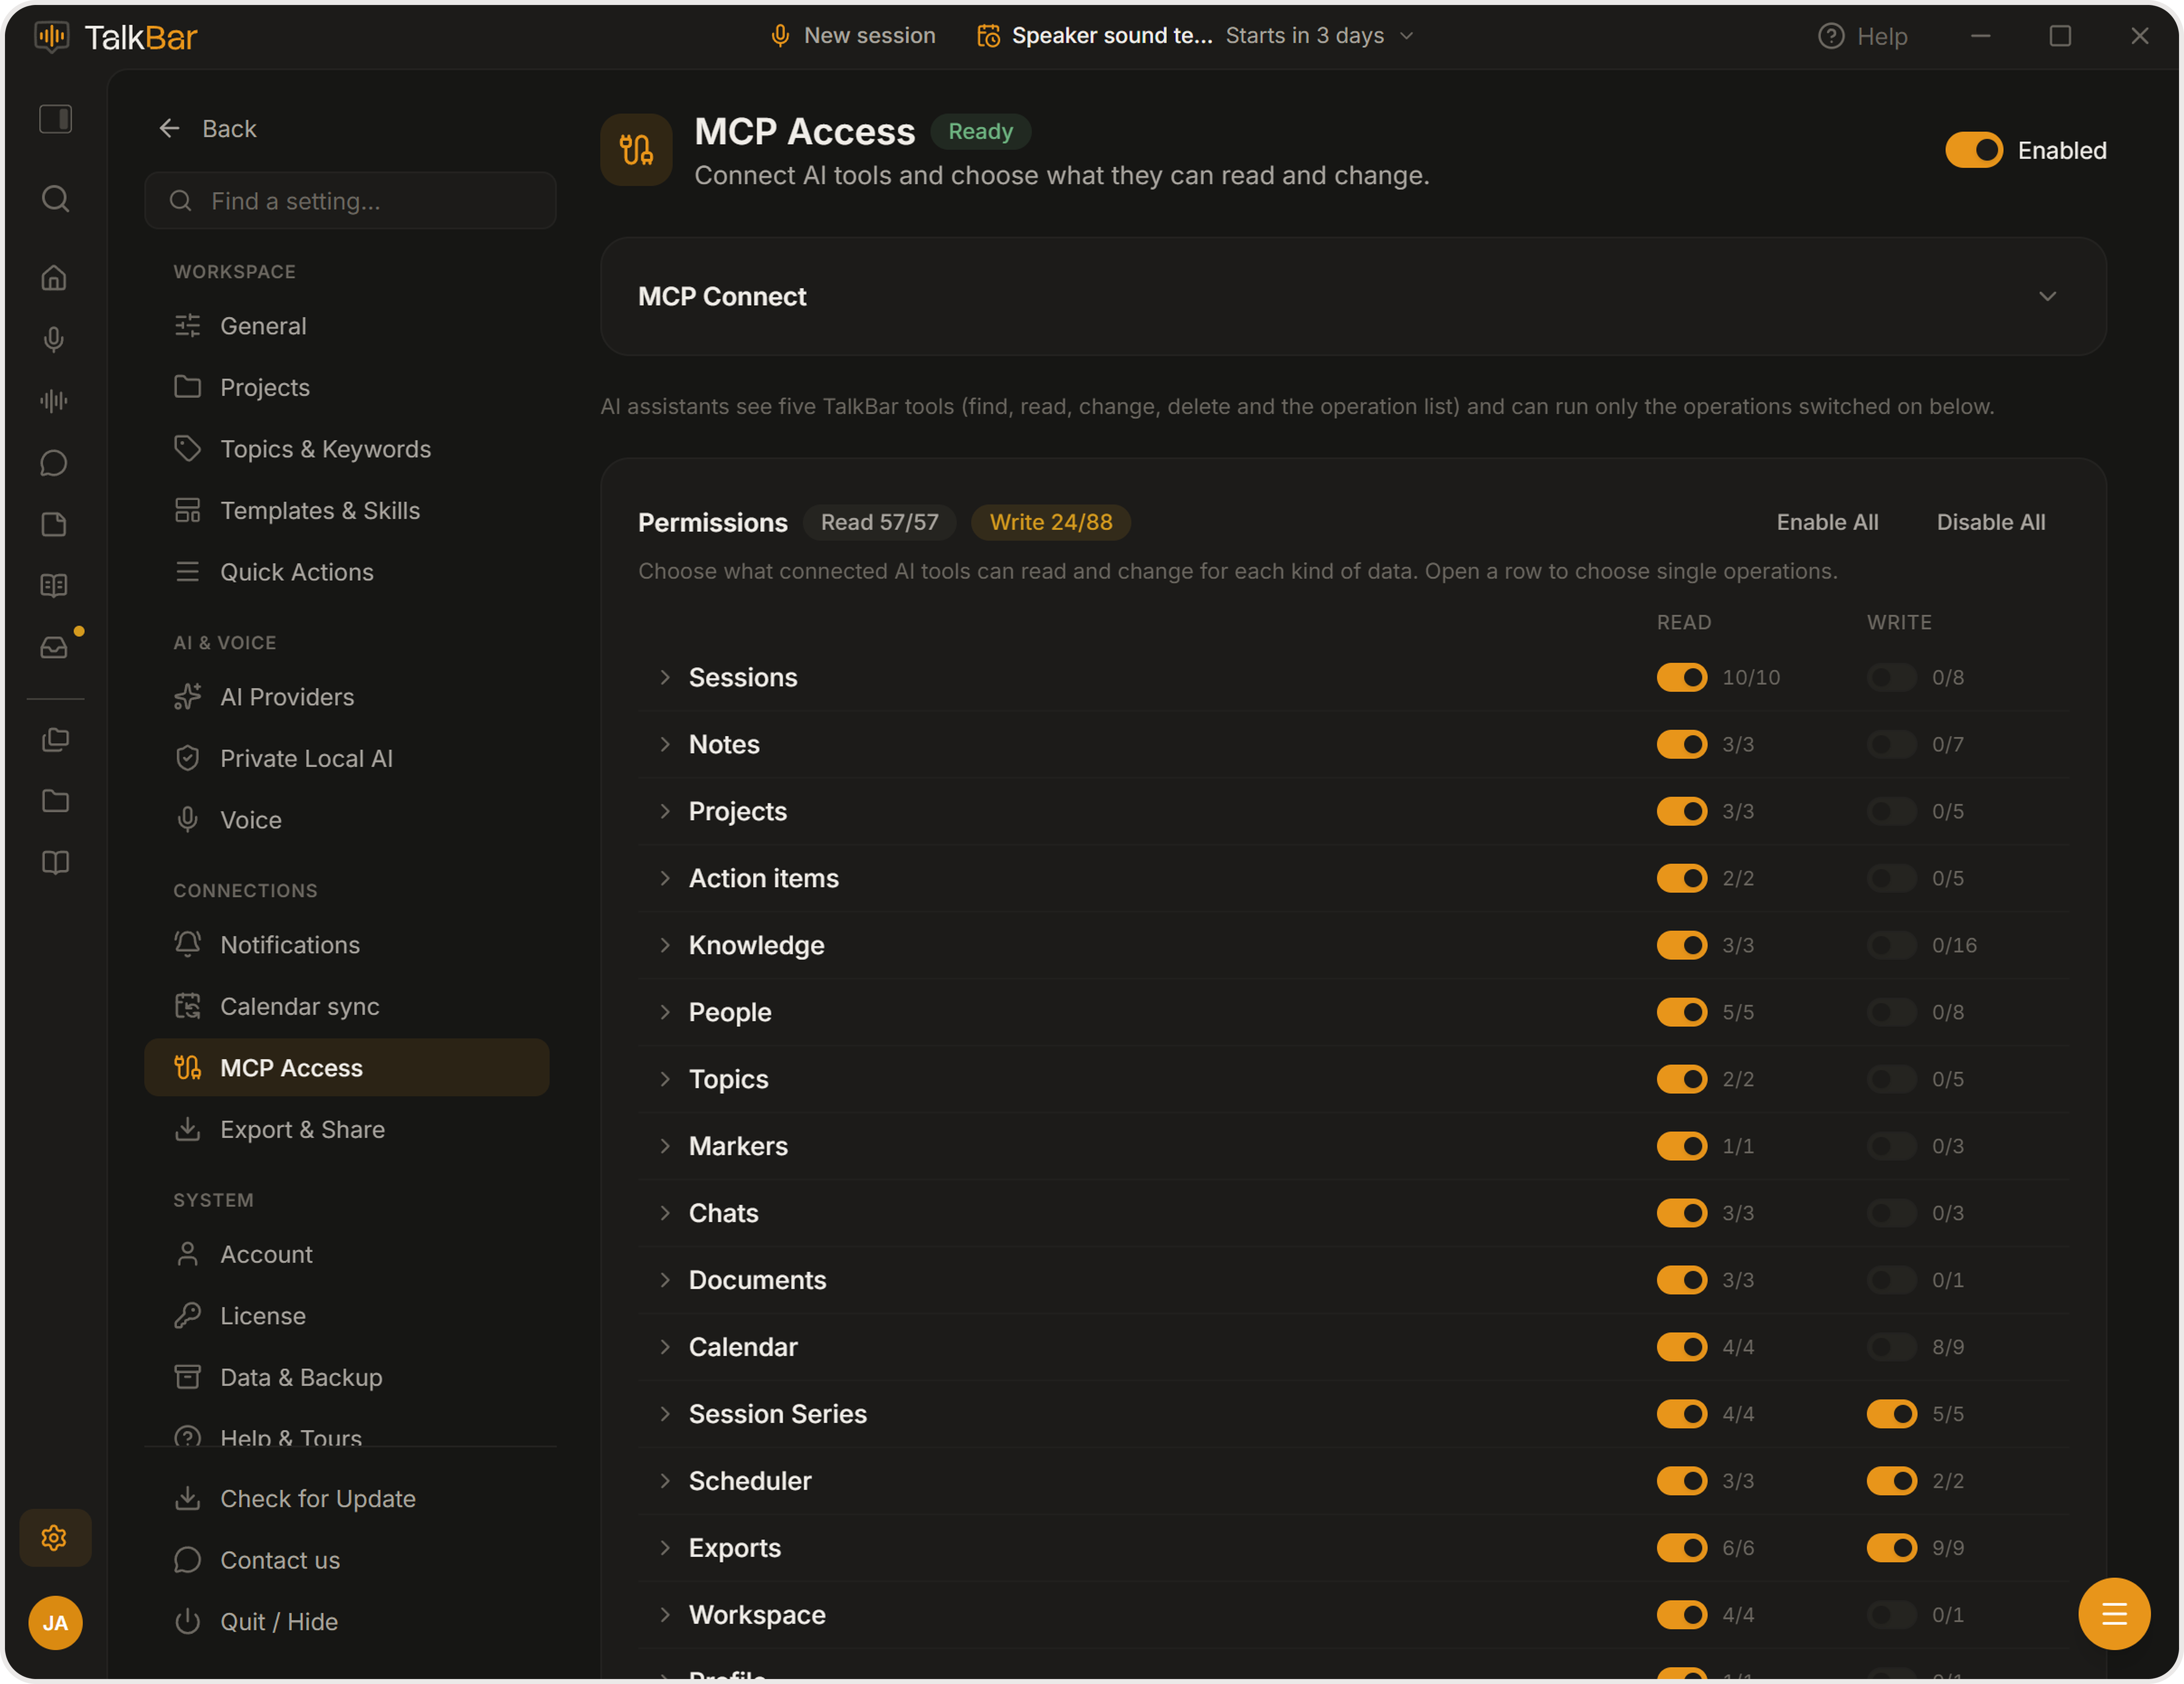 TalkBar
New session
Speaker sound te... Starts in 3 days
Help
Back
Find a setting...
WORKSPACE
General
Projects
Topics & Keywords
Templates & Skills
Quick Actions
AI & VOICE
AI Providers
Private Local AI
Voice
CONNECTIONS
Notifications
Calendar sync
MCP Access
Export & Share
SYSTEM
Account
License
Data & Backup
Help & Tours
Check for Update
Contact us
Quit / Hide
JA
MCP Access Ready
Connect AI tools and choose what they can read and change.
Enabled
MCP Connect
AI assistants see five TalkBar tools (find, read, change, delete and the operation list) and can run only the operations switched on below.
Permissions Read 57/57 Write 24/88 Enable All Disable All
Choose what connected AI tools can read and change for each kind of data. Open a row to choose single operations.
READ WRITE
Sessions 10/10 0/8
Notes 3/3 0/7
Projects 3/3 0/5
Action items 2/2 0/5
Knowledge 3/3 0/16
People 5/5 0/8
Topics 2/2 0/5
Markers 1/1 0/3
Chats 3/3 0/3
Documents 3/3 0/1
Calendar 4/4 8/9
Session Series 4/4 5/5
Scheduler 3/3 2/2
Exports 6/6 9/9
Workspace 4/4 0/1
Profile 1/1